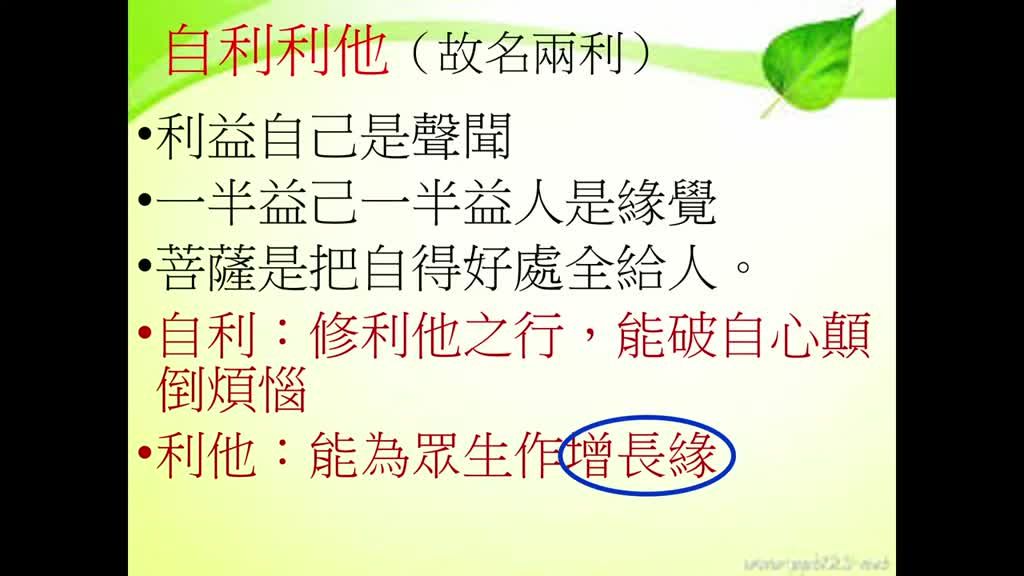 自利利他（故名兩利）
•利益自己是聲聞
•一半益己一半益人是緣覺
•菩薩是把自得好處全給人。
•自利：修利他之行，能破自心顛
倒煩惱
•利他：能為眾生作增長緣